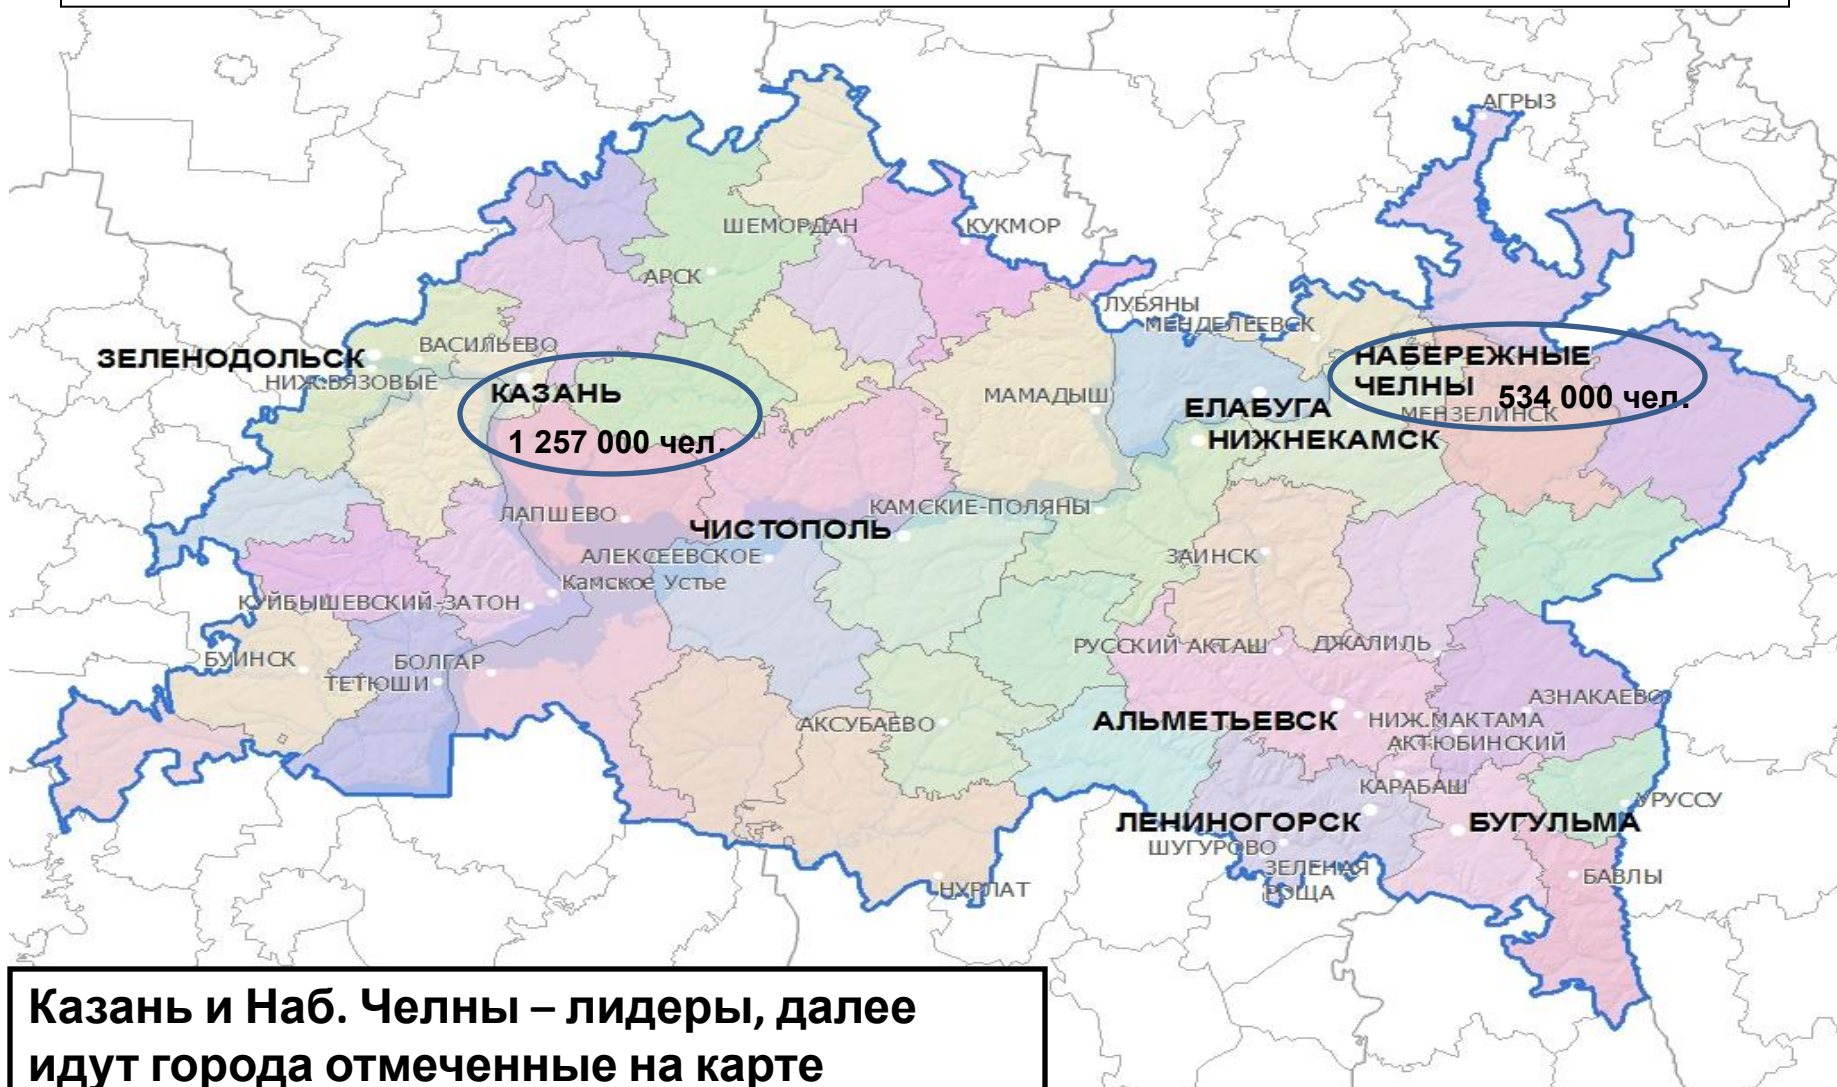 АГРЫЗ
ШЕМОРДАН
КУКМОР
АРСК
ЛУБЯНЫ
МЕНДЕЛЕЕВСК
ВАСИЛЬЕВО
ЗЕЛЕНОДОЛЬСК
НИЖ.ВЯЗОВЫЕ
КАЗАНЬ
1 257 000 чел.
МАМАДЫШ
НАБЕРЕЖНЫЕ
ЧЕЛНЫ 534 000 чел.
МЕНЗЕЛИНСК
ЕЛАБУГА
НИЖНЕКАМСК
ЛАПШЕВО
КАМСКИЕ-ПОЛЯНЫ
ЧИСТОПОЛЬ
АЛЕКСЕЕВСКОЕ
ЗАИНСК
Камское Устье
КУЙБЫШЕВСКИЙ-ЗАТОН
РУССКИЙ АКТАШ
ДЖАЛИЛЬ
БУИНСК
БОЛГАР
ТЕТЮШИ
АЗНАКАЕВО
АКСУБАЕВО
АЛЬМЕТЬЕВСК
НИЖ.МАКТАМА
АКТЮБИНСКИЙ
КАРАБАШ
УРУССУ
ЛЕНИНОГОРСК
БУГУЛЬМА
ШУГУРОВО
ЗЕЛЕНАЯ
РОЩА
БАВЛЫ
НУРЛАТ
Казань и Наб. Челны – лидеры, далее
идут города отмеченные на карте